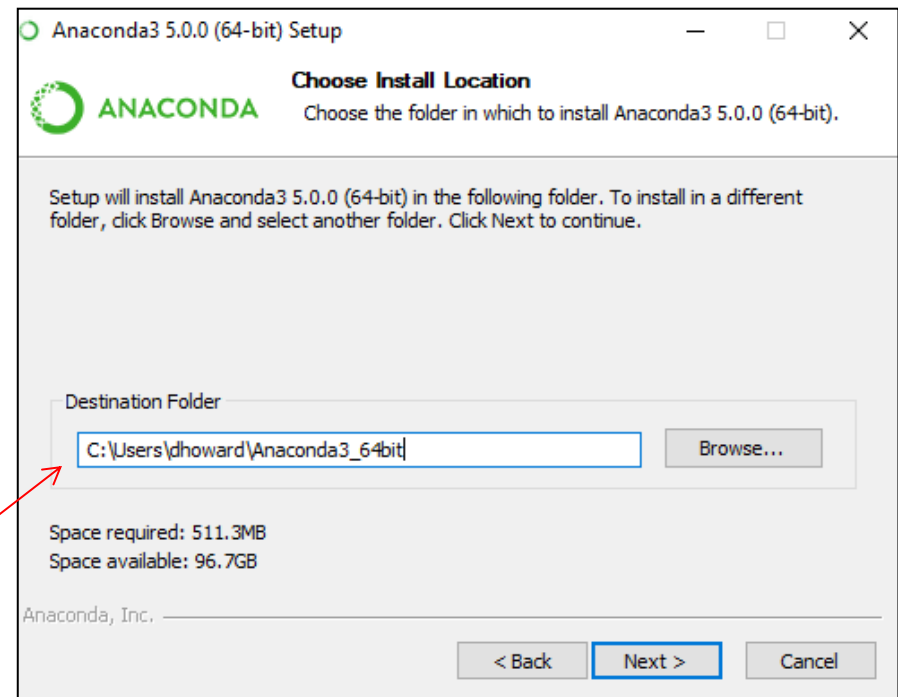 Anaconda3 5.0.0 (64-bit) Setup
ANACONDA
Choose Install Location
Choose the folder in which to install Anaconda3 5.0.0 (64-bit).
Setup will install Anaconda3 5.0.0 (64-bit) in the following folder. To install in a different
folder, click Browse and select another folder. Click Next to continue.
Destination Folder
C:\Users\dhoward\Anaconda3_64bit
Browse...
Space required: 511.3MB
Space available: 96.7GB
Anaconda, Inc.
< Back
Next >
Cancel